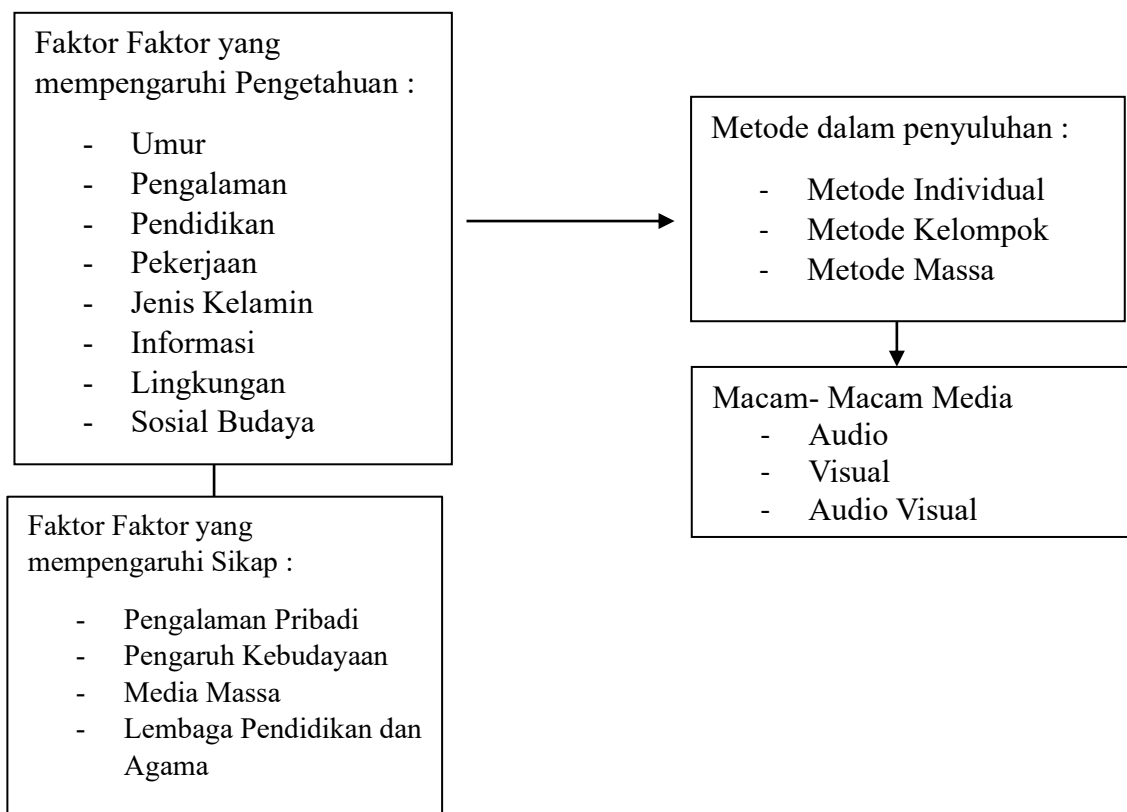 Faktor Faktor yang
mempengaruhi Pengetahuan :
- Umur
- Pengalaman
- Pendidikan
- Pekerjaan
- Jenis Kelamin
- Informasi
- Lingkungan
- Sosial Budaya
Faktor Faktor yang
mempengaruhi Sikap :
- Pengalaman Pribadi
- Pengaruh Kebudayaan
- Media Massa
- Lembaga Pendidikan dan
Agama
Metode dalam penyuluhan :
- Metode Individual
- Metode Kelompok
- Metode Massa
Macam- Macam Media
- Audio
- Visual
- Audio Visual